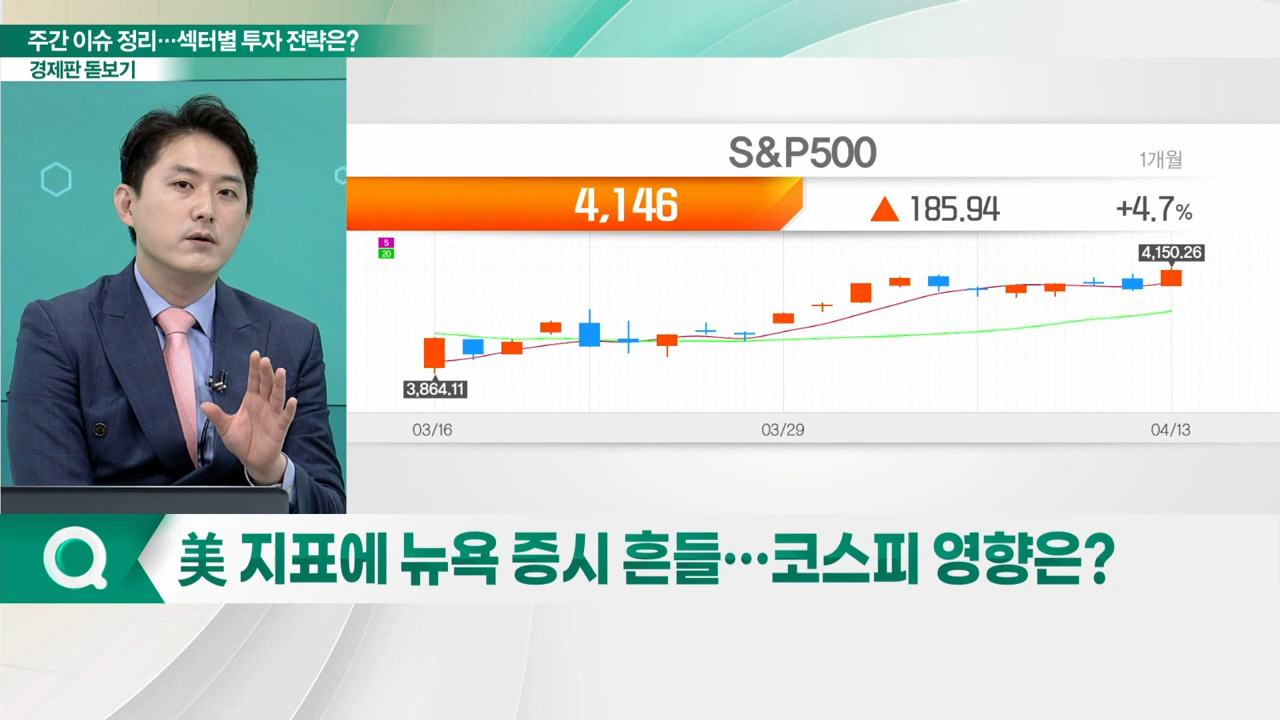 주간 이슈 정리…섹터별 투자 전략은?
경제판 돋보기
S&P500
1개월
4,146 ▲ 185.94 +4.7%
5
20
4,150.26
3,864.11
03/16 03/29 04/13
美 지표에 뉴욕 증시 흔들…코스피 영향은?